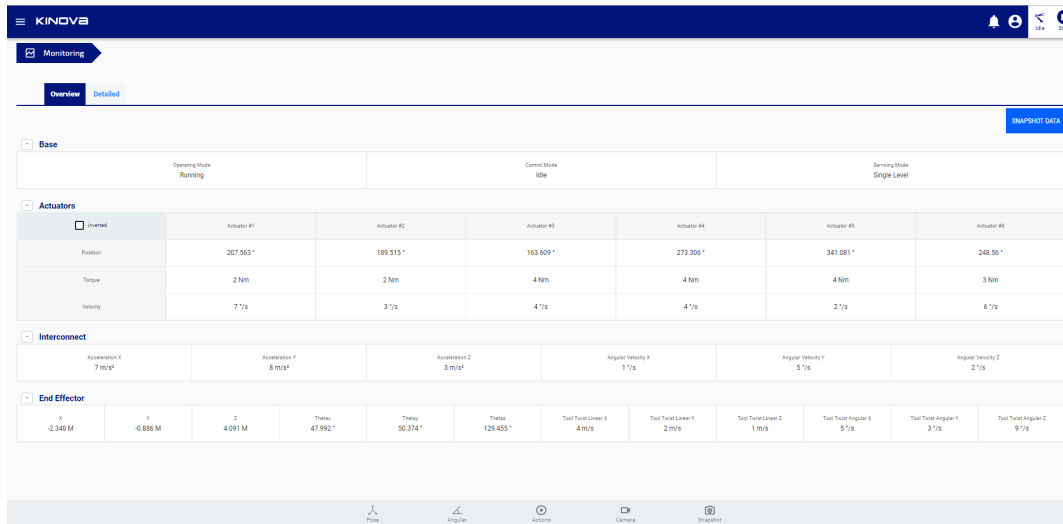 KINOVA
Idle
Monitoring
Overview Detailed
SNAPSHOT DATA
- Base
Operating Mode Control Mode Servoing Mode
Running Idle Single Level
- Actuators
Inverted Actuator #1 Actuator #2 Actuator #3 Actuator #4 Actuator #5 Actuator #6
Position 207.563 ° 189.515 ° 163.609 ° 273.306 ° 341.081 ° 248.56 °
Torque 2 Nm 2 Nm 4 Nm 4 Nm 4 Nm 3 Nm
Velocity 7 °/s 3 °/s 4 °/s 4 °/s 2 °/s 6 °/s
- Interconnect
Acceleration X Acceleration Y Acceleration Z Angular Velocity X Angular Velocity Y Angular Velocity Z
7 m/s² 8 m/s² 3 m/s² 1 °/s 5 °/s 2 °/s
- End Effector
X Y Z Thetax Thetay Thetaz Tool Twist Linear X Tool Twist Linear Y Tool Twist Linear Z Tool Twist Angular X Tool Twist Angular Y Tool Twist Angular Z
-2.348 M -0.886 M 4.091 M 47.992 ° 50.374 ° 129.455 ° 4 m/s 2 m/s 1 m/s 5 °/s 3 °/s 9 °/s
Pose Angular Actions Camera Snapshot